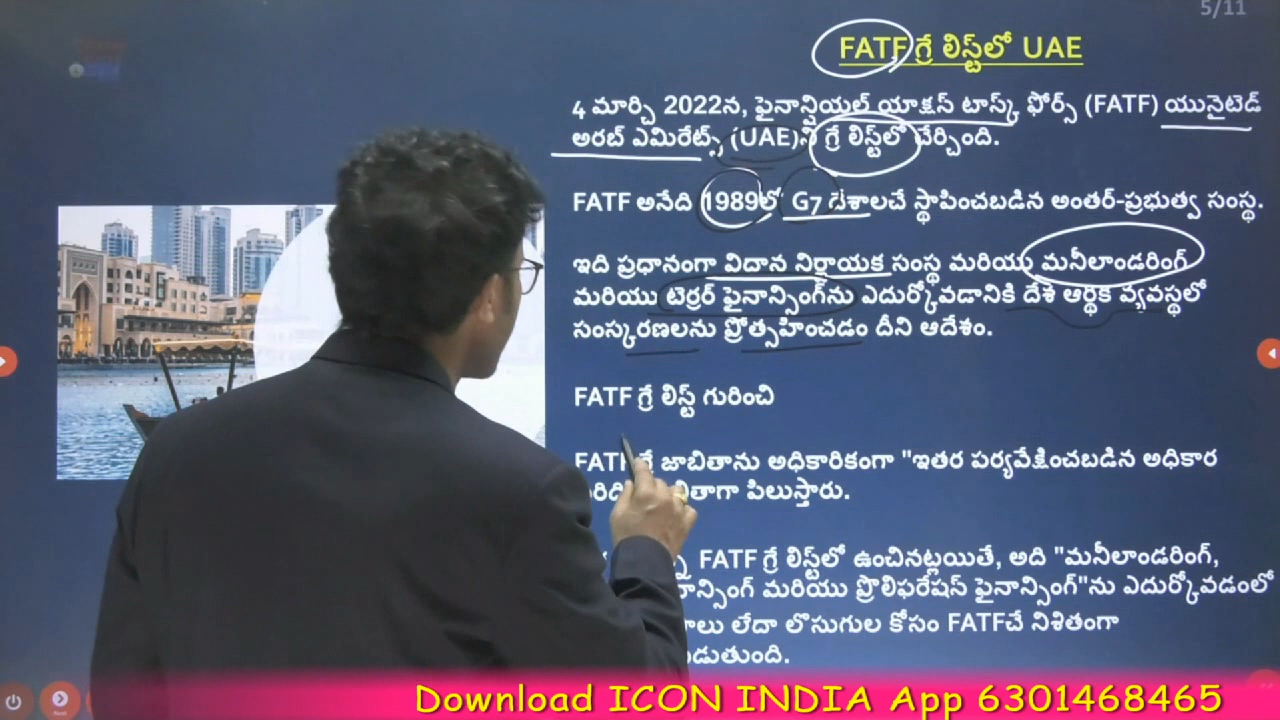 5/11
FATF గ్రే లిస్ట్‌లో UAE
4 మార్చి 2022న, ఫైనాన్షియల్ యాక్షస్ టాస్క్ ఫోర్స్ (FATF) యునైటెడ్
అరబ్ ఎమిరేట్స్ (UAE)ని గ్రే లిస్ట్‌లో చేర్చింది.
FATF అనేది 1989లో G7 దేశాలచే స్థాపించబడిన అంతర్-ప్రభుత్వ సంస్థ.
ఇది ప్రధానంగా విదాన నిర్ణాయక సంస్థ మరియు మనీలాండరింగ్
మరియు టెర్రర్ ఫైనాన్సింగ్‌ను ఎదుర్కోవడానికి దేశ ఆర్థిక వ్యవస్థలో
సంస్కరణలను ప్రోత్సహించడం దీని ఆదేశం.
FATF గ్రే లిస్ట్ గురించి
FATF గ్రే జాబితాను అధికారికంగా "ఇతర పర్యవేక్షించబడిన అధికార
పిలుస్తారు.
FATF గ్రే లిస్ట్‌లో ఉంచినట్లయితే, అది "మనీలాండరింగ్,
మరియు ప్రొలిఫరేషస్ ఫైనాన్సింగ్"ను ఎదుర్కోవడంలో
లేదా లొసుగుల కోసం FATFచే నిశితంగా
Download ICON INDIA App 6301468465